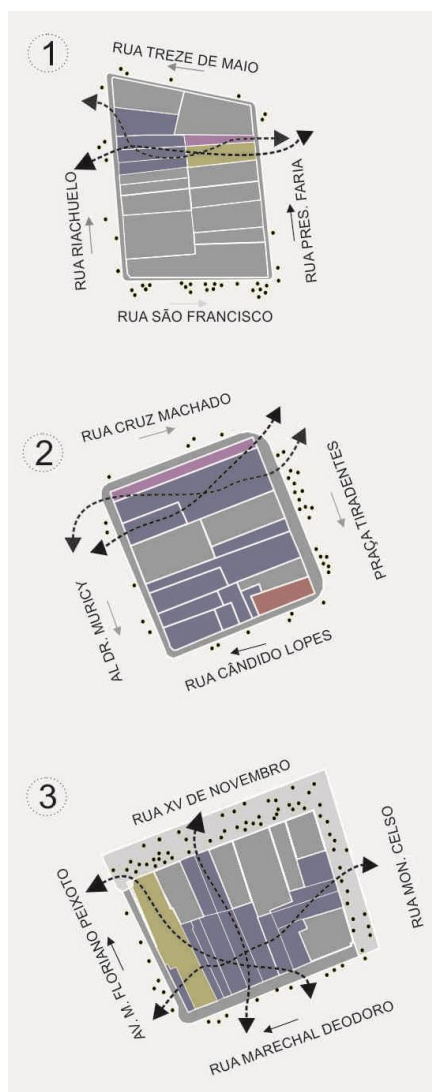 1
RUA TREZE DE MAIO
RUA RIACHUELO
RUA PRES. FARIA
RUA SÃO FRANCISCO
2
RUA CRUZ MACHADO
PRAÇA TIRADENTES
AL DR. MURICY
RUA CÂNDIDO LOPES
3
RUA XV DE NOVEMBRO
AV. M. FLORIANO PEIXOTO
RUA MON. CELSO
RUA MARECHAL DEODORO